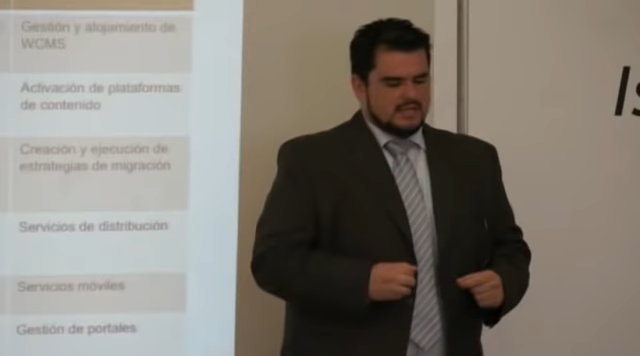 Gestión y alojamiento de
WCMS
Activación de plataformas
de contenido
Creación y ejecución de
estrategias de migración
Servicios de distribución
Servicios móviles
Gestión de portales
Is